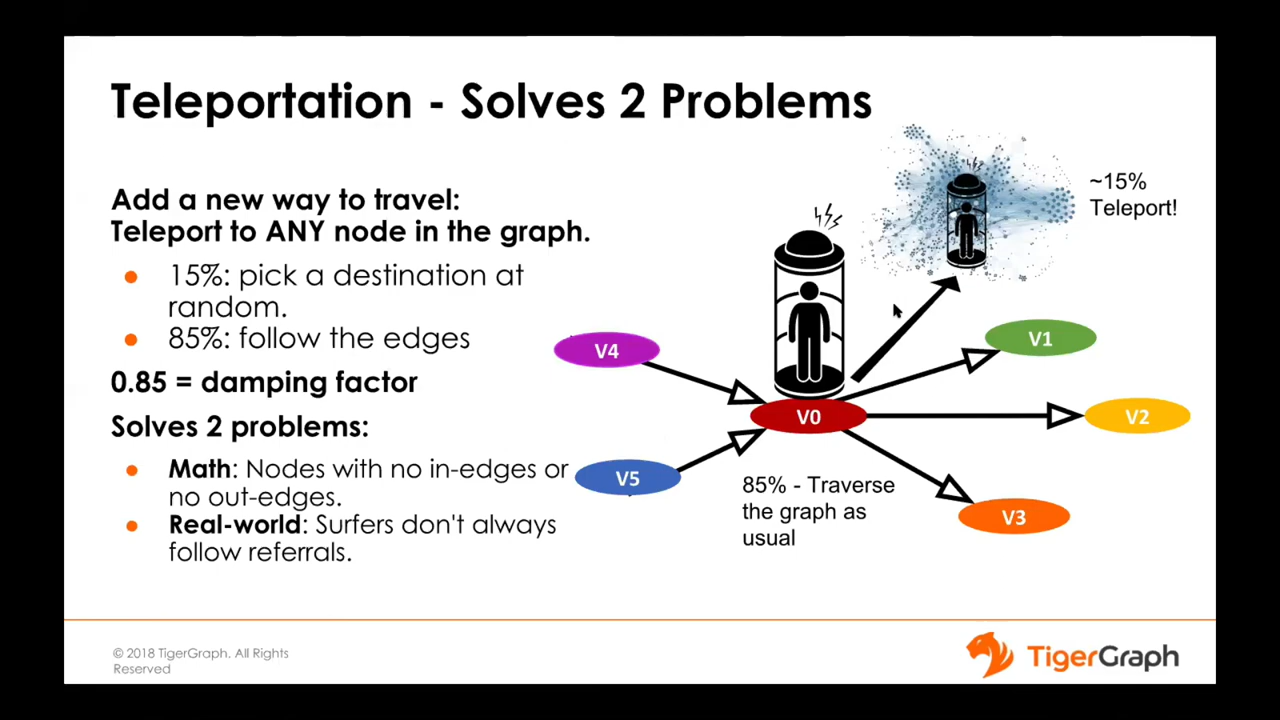 Teleportation - Solves 2 Problems
Add a new way to travel:
Teleport to ANY node in the graph.
15%: pick a destination at
random.
85%: follow the edges
0.85 = damping factor
Solves 2 problems:
Math: Nodes with no in-edges or
no out-edges.
Real-world: Surfers don't always
follow referrals.
~15%
Teleport!
V4
V5
V0
V1
V2
V3
85% - Traverse
the graph as
usual
© 2018 TigerGraph. All Rights
Reserved
TigerGraph